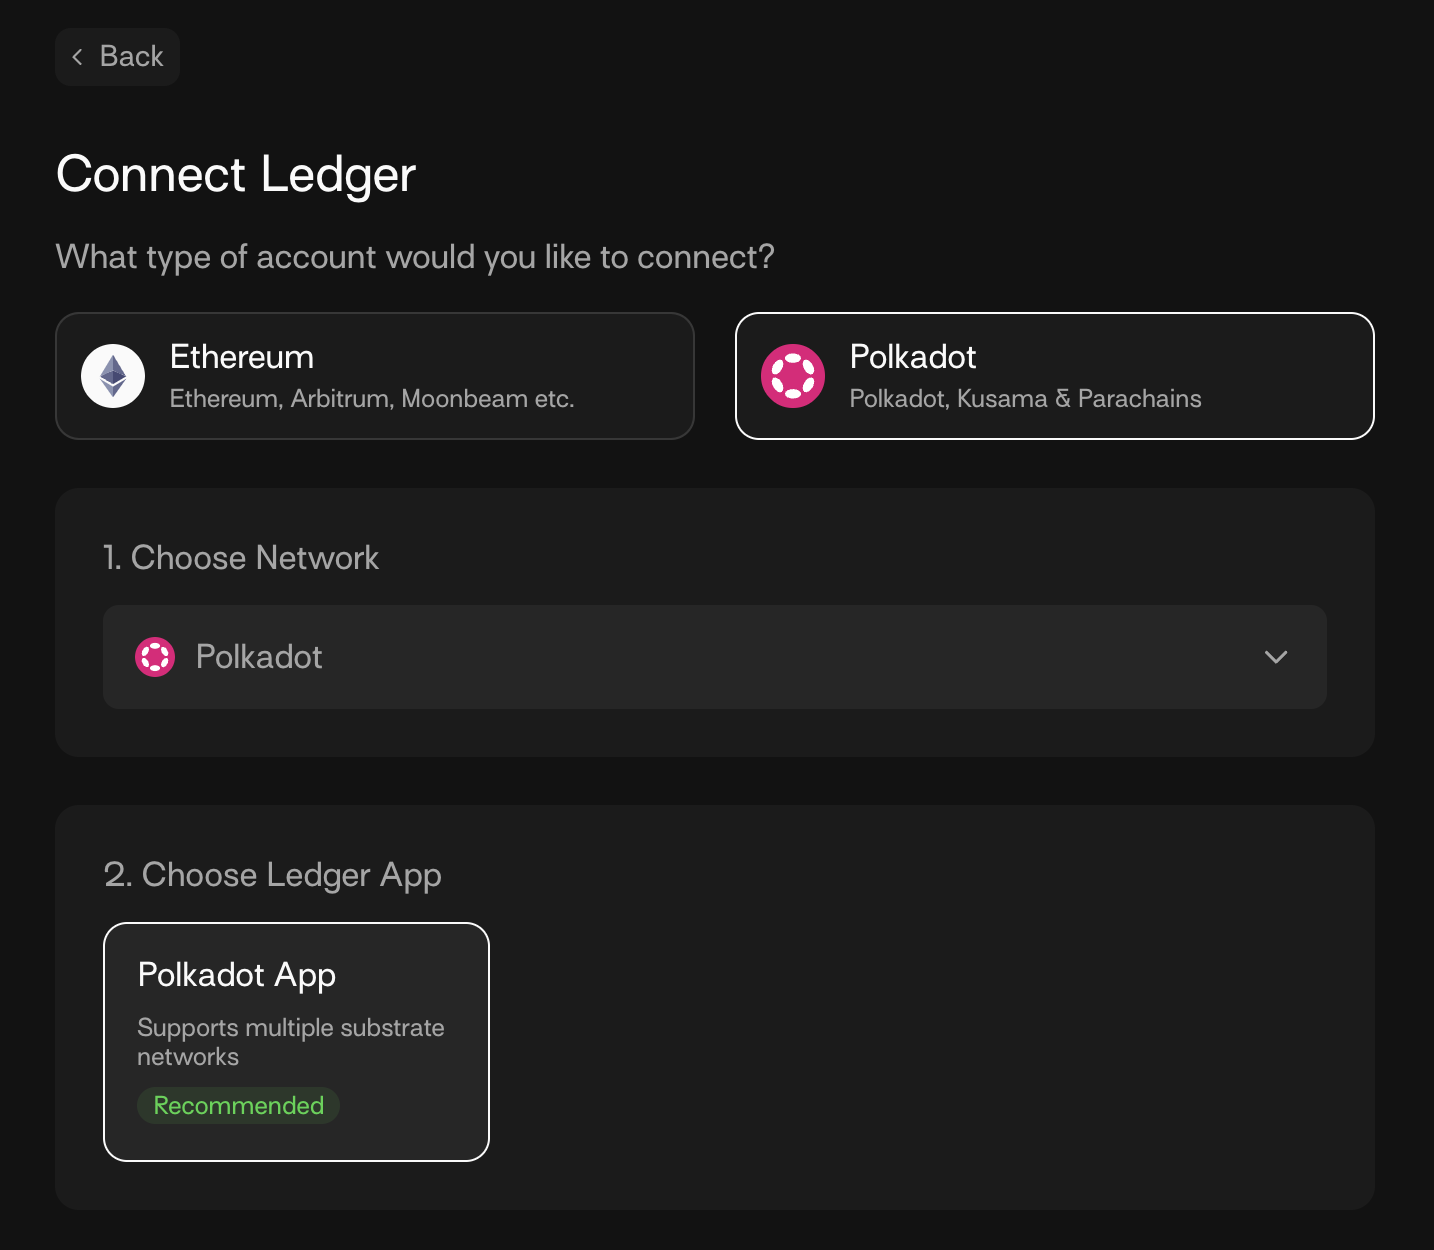 Back
Connect Ledger
What type of account would you like to connect?
Ethereum
Ethereum, Arbitrum, Moonbeam etc.
Polkadot
Polkadot, Kusama & Parachains
1. Choose Network
Polkadot
2. Choose Ledger App
Polkadot App
Supports multiple substrate
networks
Recommended